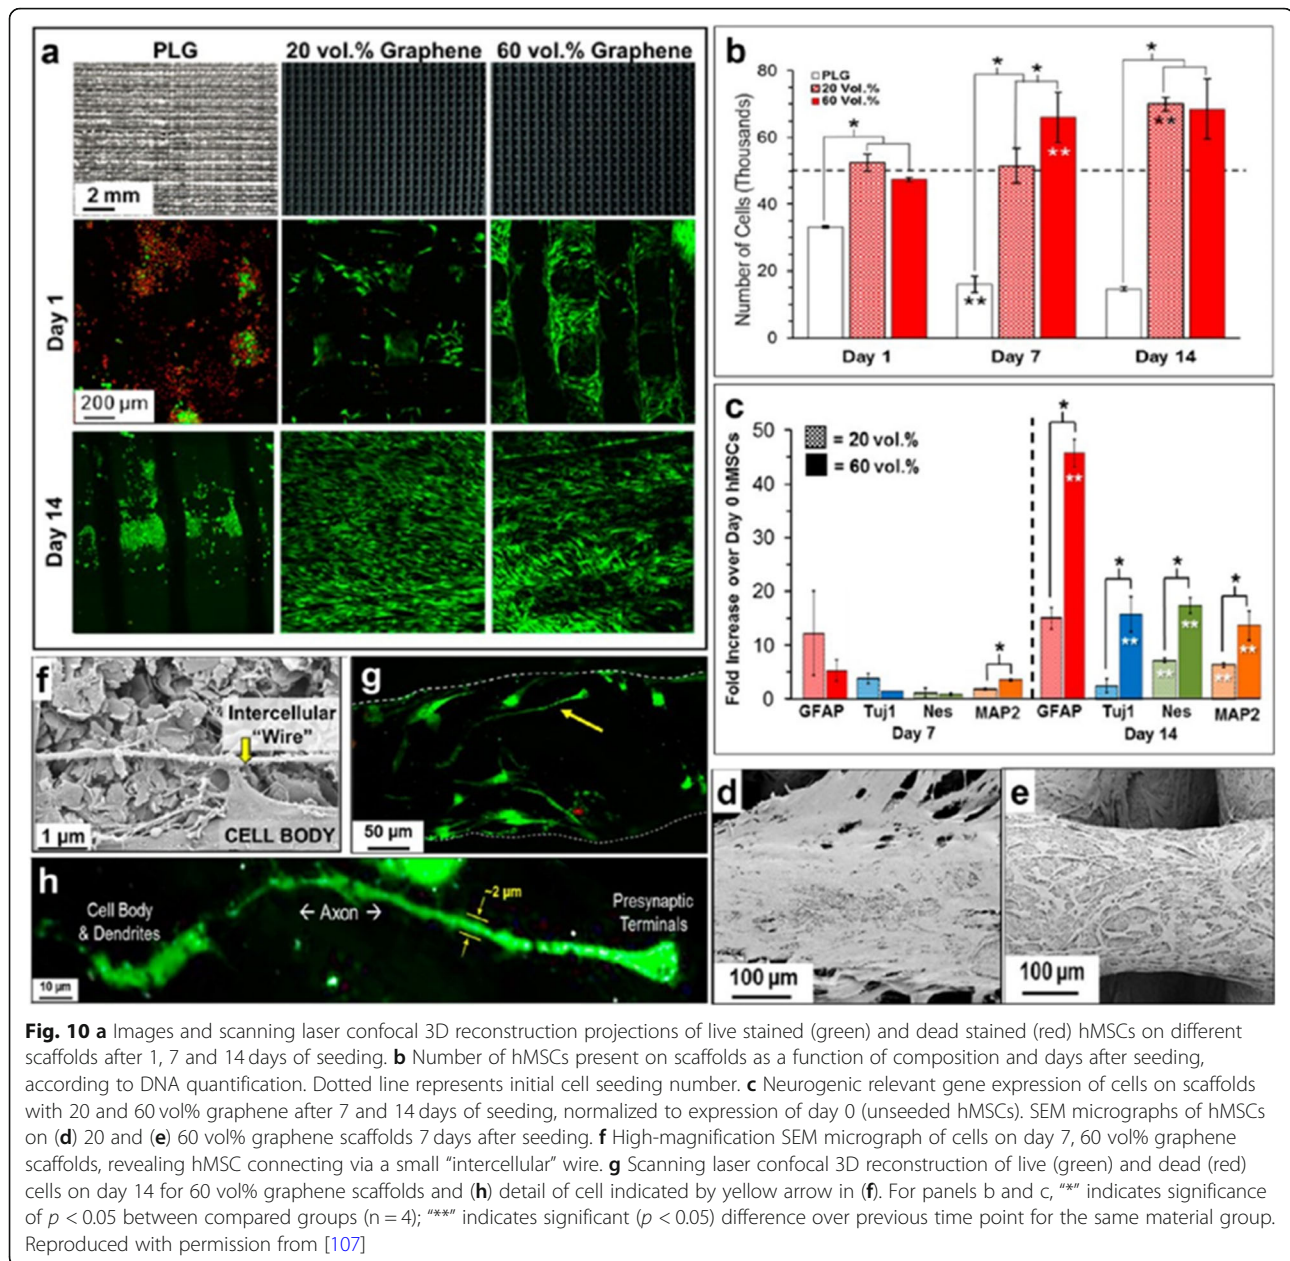 a
PLG
20 vol.% Graphene
60 vol.% Graphene
2 mm
Day 1
200 µm
Day 14
b
*
*
*
*
PLG
20 Vol.%
60 Vol.%
Number of Cells (Thousands)
80
60
40
20
0
**
**
**
Day 1
Day 7
Day 14
c
= 20 vol.%
= 60 vol.%
Fold Increase over Day 0 hMSCs
50
40
30
20
10
0
*
*
*
*
*
**
**
**
**
**
**
GFAP
Tuj1
Nes
MAP2
GFAP
Tuj1
Nes
MAP2
Day 7
Day 14
f
Intercellular
“Wire”
1 µm
CELL BODY
g
50 µm
d
100 µm
e
100 µm
h
Cell Body
& Dendrites
← Axon →
~2 µm
Presynaptic
Terminals
10 µm
Fig. 10 a Images and scanning laser confocal 3D reconstruction projections of live stained (green) and dead stained (red) hMSCs on different
scaffolds after 1, 7 and 14 days of seeding. b Number of hMSCs present on scaffolds as a function of composition and days after seeding,
according to DNA quantification. Dotted line represents initial cell seeding number. c Neurogenic relevant gene expression of cells on scaffolds
with 20 and 60 vol% graphene after 7 and 14 days of seeding, normalized to expression of day 0 (unseeded hMSCs). SEM micrographs of hMSCs
on (d) 20 and (e) 60 vol% graphene scaffolds 7 days after seeding. f High-magnification SEM micrograph of cells on day 7, 60 vol% graphene
scaffolds, revealing hMSC connecting via a small “intercellular” wire. g Scanning laser confocal 3D reconstruction of live (green) and dead (red)
cells on day 14 for 60 vol% graphene scaffolds and (h) detail of cell indicated by yellow arrow in (f). For panels b and c, “*” indicates significance
of p < 0.05 between compared groups (n = 4); “**” indicates significant (p < 0.05) difference over previous time point for the same material group.
Reproduced with permission from [107]